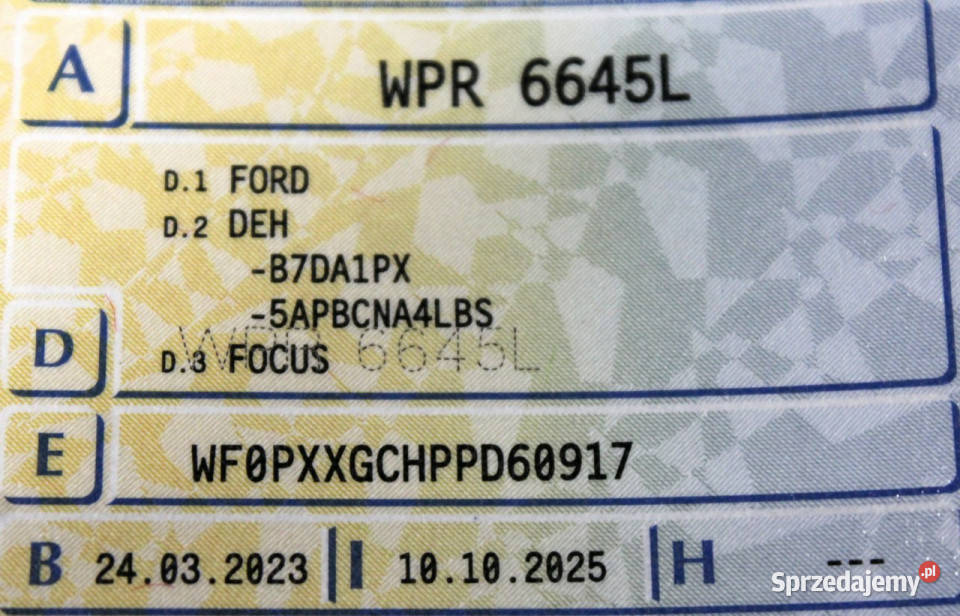 A WPR 6645L
D.1 FORD
D.2 DEH
-B7DA1PX
-5APBCNA4LBS
WPR 6645L
D D.3 FOCUS
E WF0PXXGCHPPD60917
B 24.03.2023 I 10.10.2025 H ---
Sprzedajemy.pl